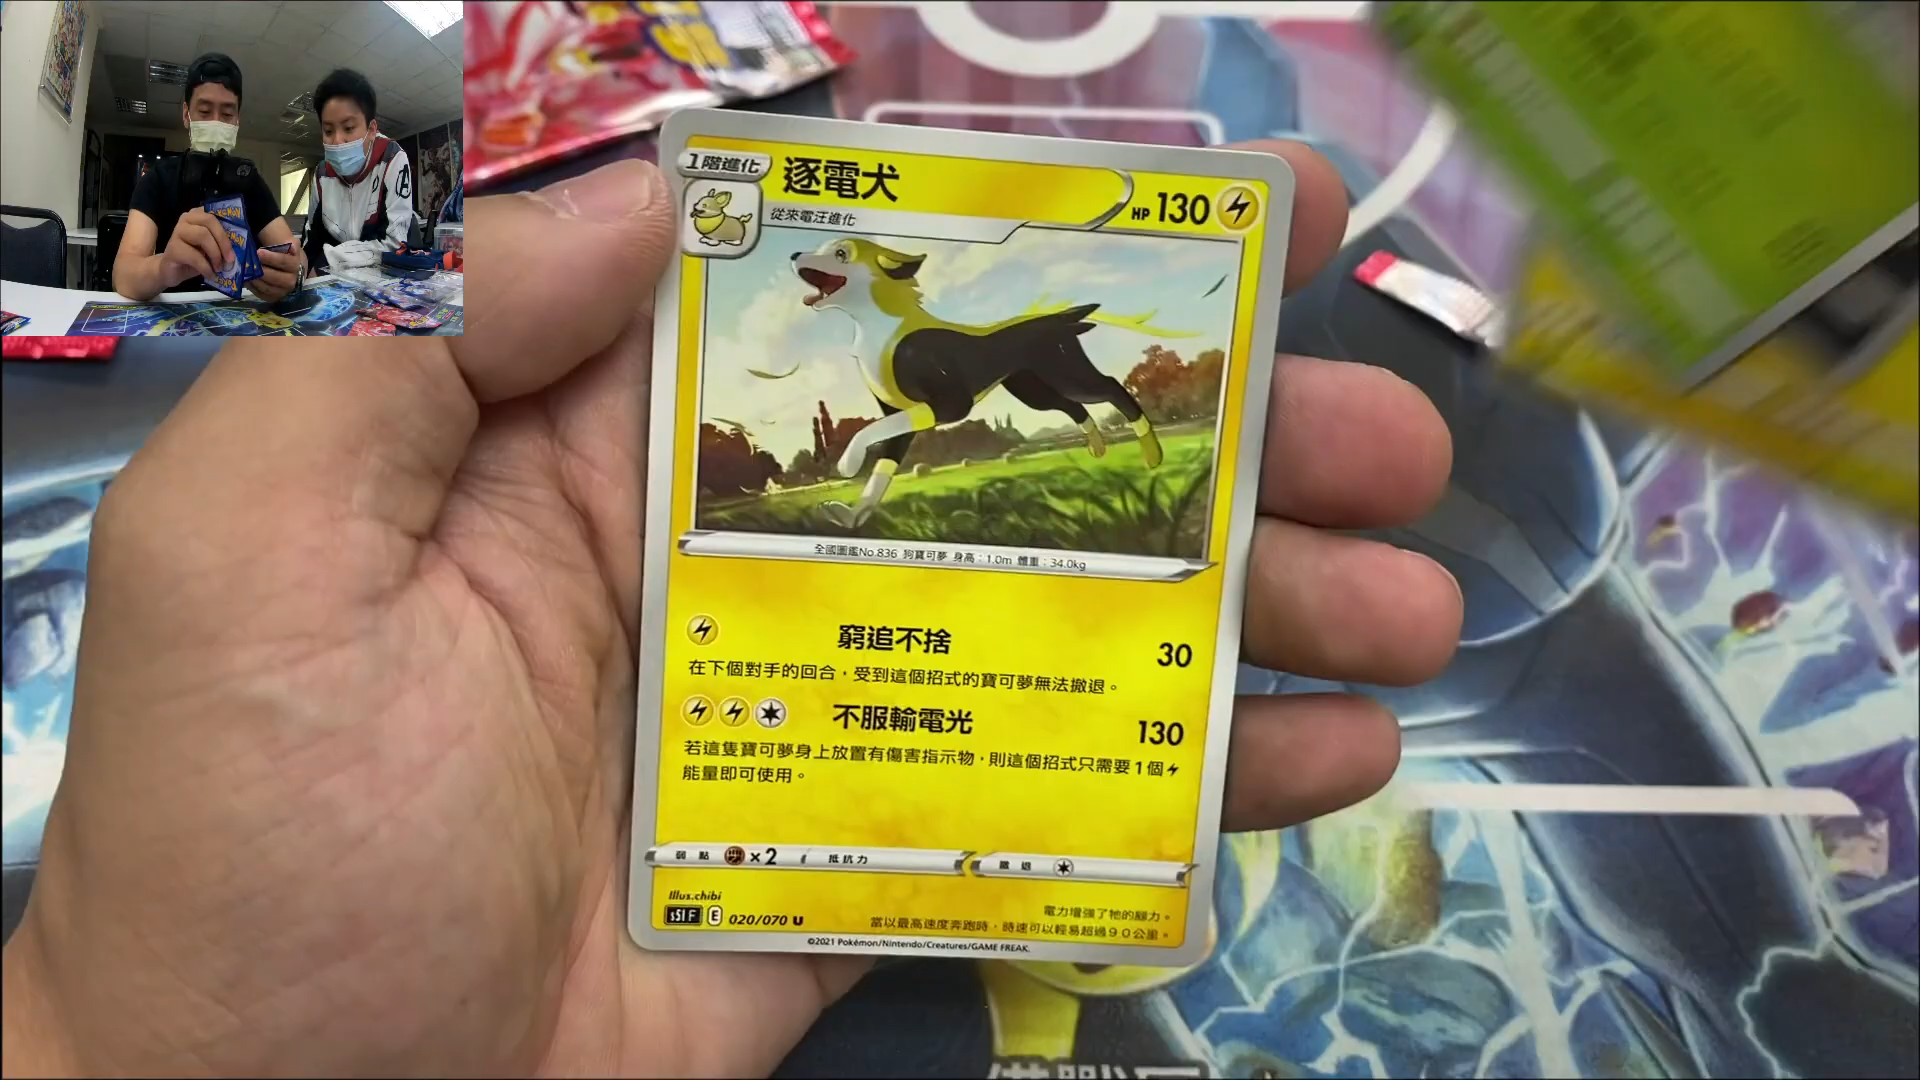 1階進化
逐電犬
HP 130
從來電汪進化
全國圖鑑No.836 狗寶可夢 身高：1.0m 體重：34.0kg
窮追不捨 30
在下個對手的回合，受到這個招式的寶可夢無法撤退。
不服輸電光 130
若這隻寶可夢身上放置有傷害指示物，則這個招式只需要1個
能量即可使用。
弱點 ×2 抵抗力 撤退
Illus.chibi
s5I F E 020/070 U
電力增強了牠的腳力。
當以最高速度奔跑時，時速可以輕易超過９０公里。
©2021 Pokémon/Nintendo/Creatures/GAME FREAK.